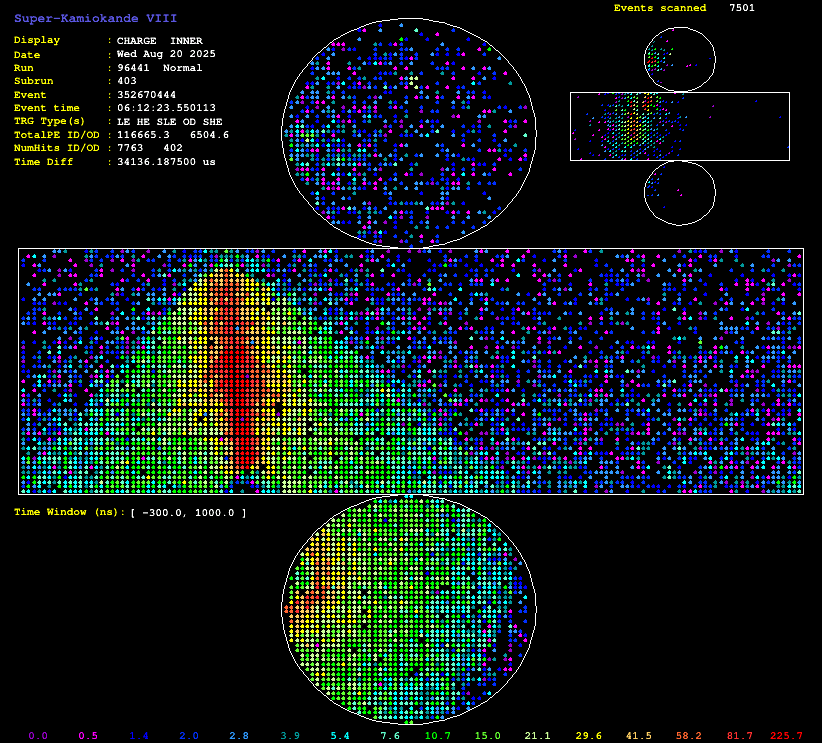 Super-Kamiokande VIII
Events scanned 7501
Display : CHARGE INNER
Date : Wed Aug 20 2025
Run : 96441 Normal
Subrun : 403
Event : 352670444
Event time : 06:12:23.550113
TRG Type(s) : LE HE SLE OD SHE
TotalPE ID/OD : 116665.3 6504.6
NumHits ID/OD : 7763 402
Time Diff : 34136.187500 us
Time Window (ns): [ -300.0, 1000.0 ]
0.0 0.5 1.4 2.0 2.8 3.9 5.4 7.6 10.7 15.0 21.1 29.6 41.5 58.2 81.7 225.7